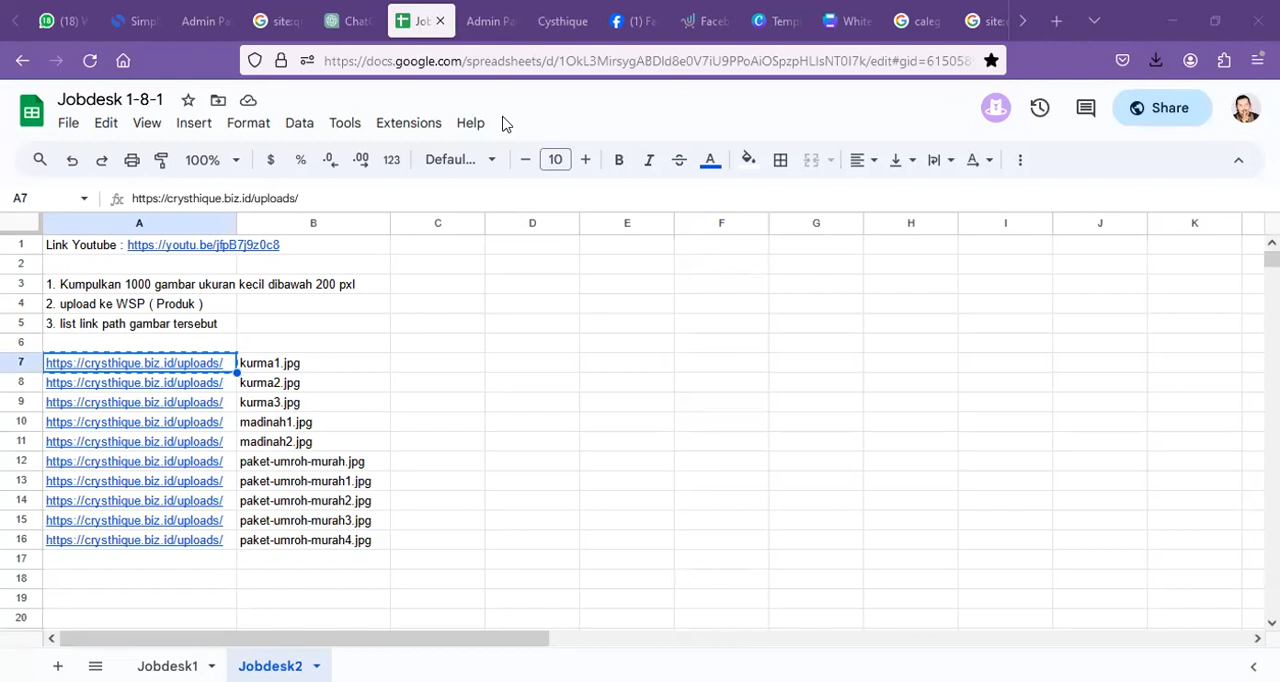 (18) W
Simpl
Admin Pa
site:q
ChatG
Jo
Admin Pa
Cysthique
(1) Fa
Faceb
Temp
White
caleg
site:
https://docs.google.com/spreadsheets/d/1OkL3MirsygABDld8e0V7iU9PPoAiOSpzpHLlsNT0I7k/edit#gid=61505
Jobdesk 1-8-1
Share
File Edit View Insert Format Data Tools Extensions Help
100% $ % .0 .00 123 Defaul... 10 B I A
A7 fx https://crysthique.biz.id/uploads/
A B C D E F G H I J K
1 Link Youtube : https://youtu.be/jfpB7j9z0c8
2
3 1. Kumpulkan 1000 gambar ukuran kecil dibawah 200 pxl
4 2. upload ke WSP ( Produk )
5 3. list link path gambar tersebut
6
7 https://crysthique.biz.id/uploads/ kurma1.jpg
8 https://crysthique.biz.id/uploads/ kurma2.jpg
9 https://crysthique.biz.id/uploads/ kurma3.jpg
10 https://crysthique.biz.id/uploads/ madinah1.jpg
11 https://crysthique.biz.id/uploads/ madinah2.jpg
12 https://crysthique.biz.id/uploads/ paket-umroh-murah.jpg
13 https://crysthique.biz.id/uploads/ paket-umroh-murah1.jpg
14 https://crysthique.biz.id/uploads/ paket-umroh-murah2.jpg
15 https://crysthique.biz.id/uploads/ paket-umroh-murah3.jpg
16 https://crysthique.biz.id/uploads/ paket-umroh-murah4.jpg
17
18
19
20
Jobdesk1 Jobdesk2